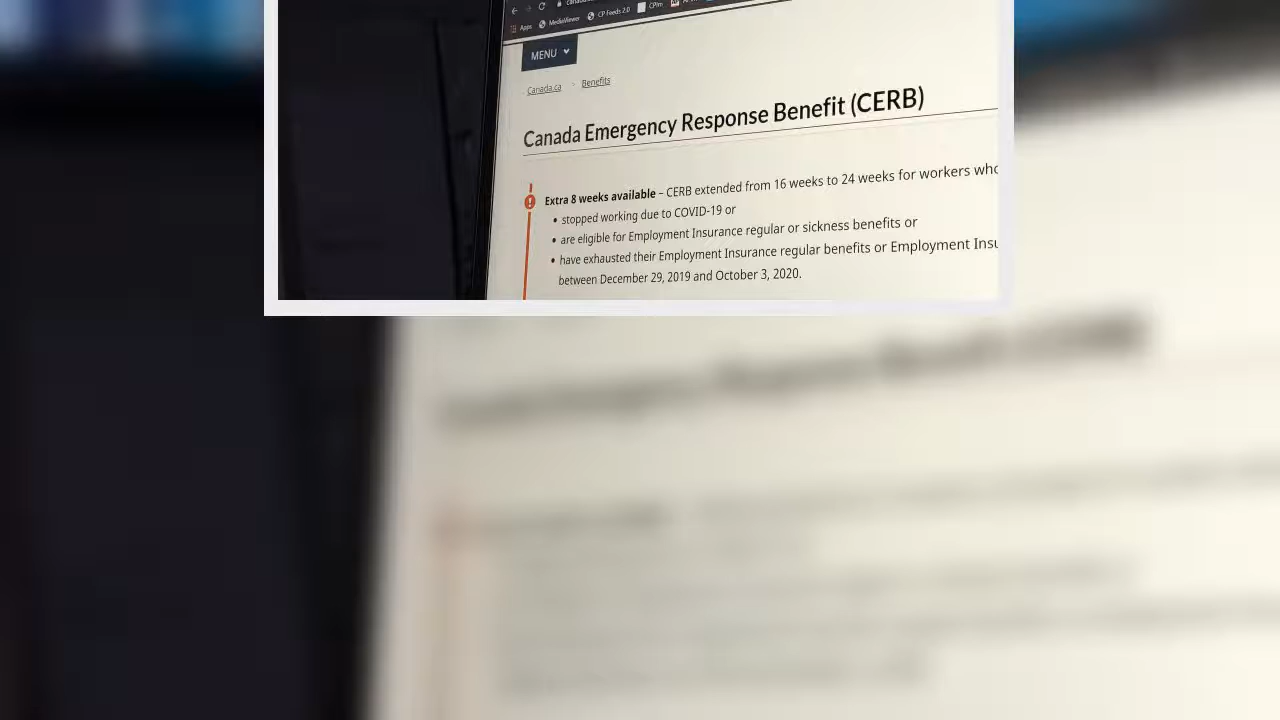 Apps MediaViewer CP Feeds 2.0 CPIm
MENU
Canada.ca Benefits
Canada Emergency Response Benefit (CERB)
Extra 8 weeks available – CERB extended from 16 weeks to 24 weeks for workers who
• stopped working due to COVID-19 or
• are eligible for Employment Insurance regular or sickness benefits or
• have exhausted their Employment Insurance regular benefits or Employment Insu
between December 29, 2019 and October 3, 2020.